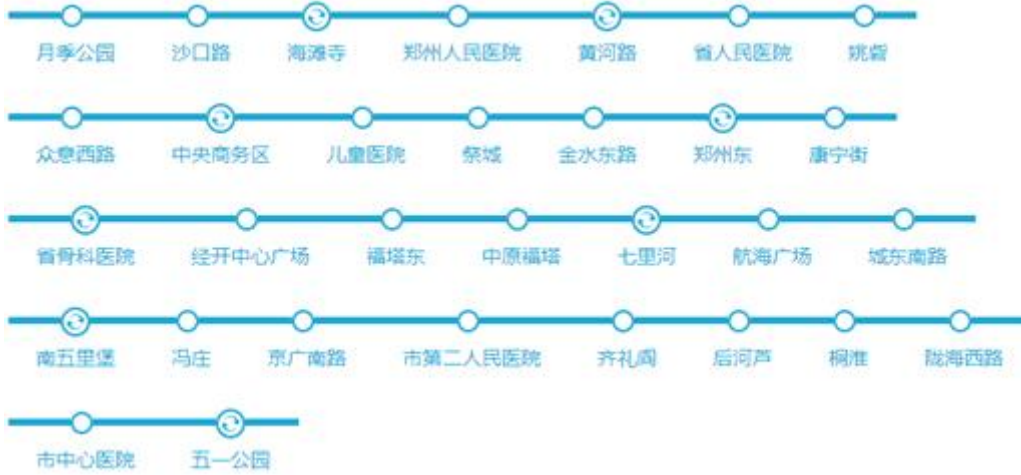 月季公园 沙口路 海滩寺 郑州人民医院 黄河路 省人民医院 姚砦
众意西路 中央商务区 儿童医院 祭城 金水东路 郑州东 康宁街
省骨科医院 经开中心广场 福塔东 中原福塔 七里河 航海广场 城东南路
南五里堡 冯庄 京广南路 市第二人民医院 齐礼阎 后河芦 桐淮 陇海西路
市中心医院 五一公园